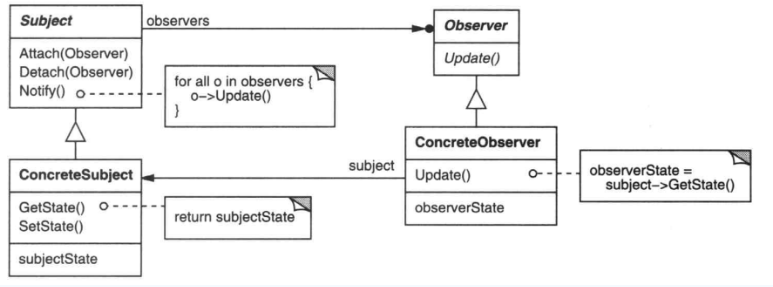 Subject
observers
Observer
Attach(Observer)
Detach(Observer)
Notify()
for all o in observers {
o->Update()
}
Update()
ConcreteSubject
GetState()
SetState()
subjectState
return subjectState
subject
ConcreteObserver
Update()
observerState
observerState =
subject->GetState()